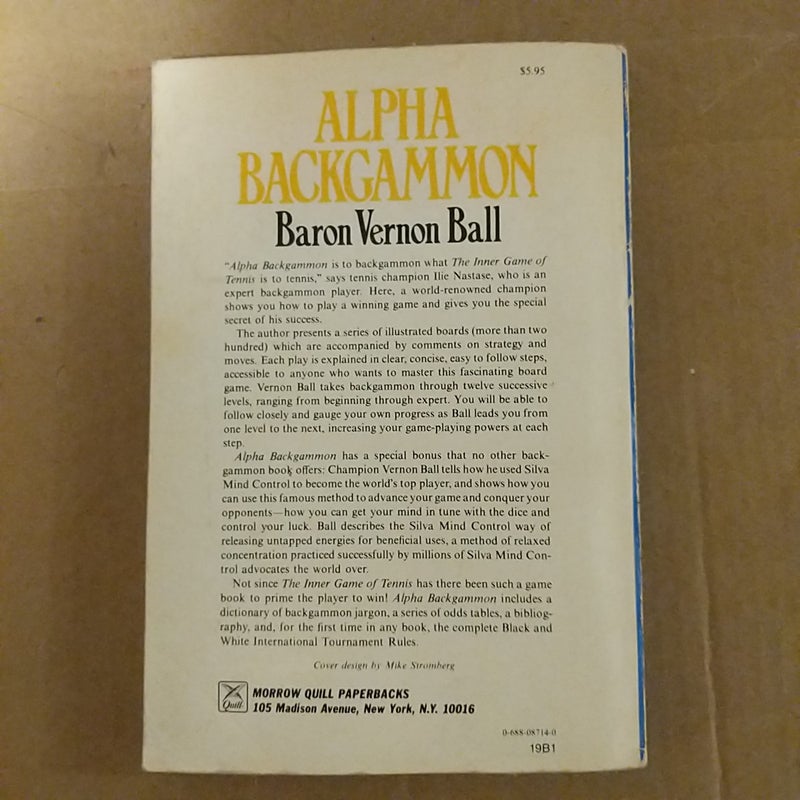 $5.95
ALPHA
BACKGAMMON
Baron Vernon Ball
"Alpha Backgammon is to backgammon what The Inner Game of
Tennis is to tennis," says tennis champion Ilie Nastase, who is an
expert backgammon player. Here, a world-renowned champion
shows you how to play a winning game and gives you the special
secret of his success.
The author presents a series of illustrated boards (more than two
hundred) which are accompanied by comments on strategy and
moves. Each play is explained in clear, concise, easy to follow steps,
accessible to anyone who wants to master this fascinating board
game. Vernon Ball takes backgammon through twelve successive
levels, ranging from beginning through expert. You will be able to
follow closely and gauge your own progress as Ball leads you from
one level to the next, increasing your game-playing powers at each
step.
Alpha Backgammon has a special bonus that no other back-
gammon book offers: Champion Vernon Ball tells how he used Silva
Mind Control to become the world's top player, and shows how you
can use this famous method to advance your game and conquer your
opponents—how you can get your mind in tune with the dice and
control your luck. Ball describes the Silva Mind Control way of
releasing untapped energies for beneficial uses, a method of relaxed
concentration practiced successfully by millions of Silva Mind Con-
trol advocates the world over.
Not since The Inner Game of Tennis has there been such a game
book to prime the player to win! Alpha Backgammon includes a
dictionary of backgammon jargon, a series of odds tables, a bibliog-
raphy, and, for the first time in any book, the complete Black and
White International Tournament Rules.
Cover design by Mike Stromberg
Quill
MORROW QUILL PAPERBACKS
105 Madison Avenue, New York, N.Y. 10016
0-688-08714-0
19B1